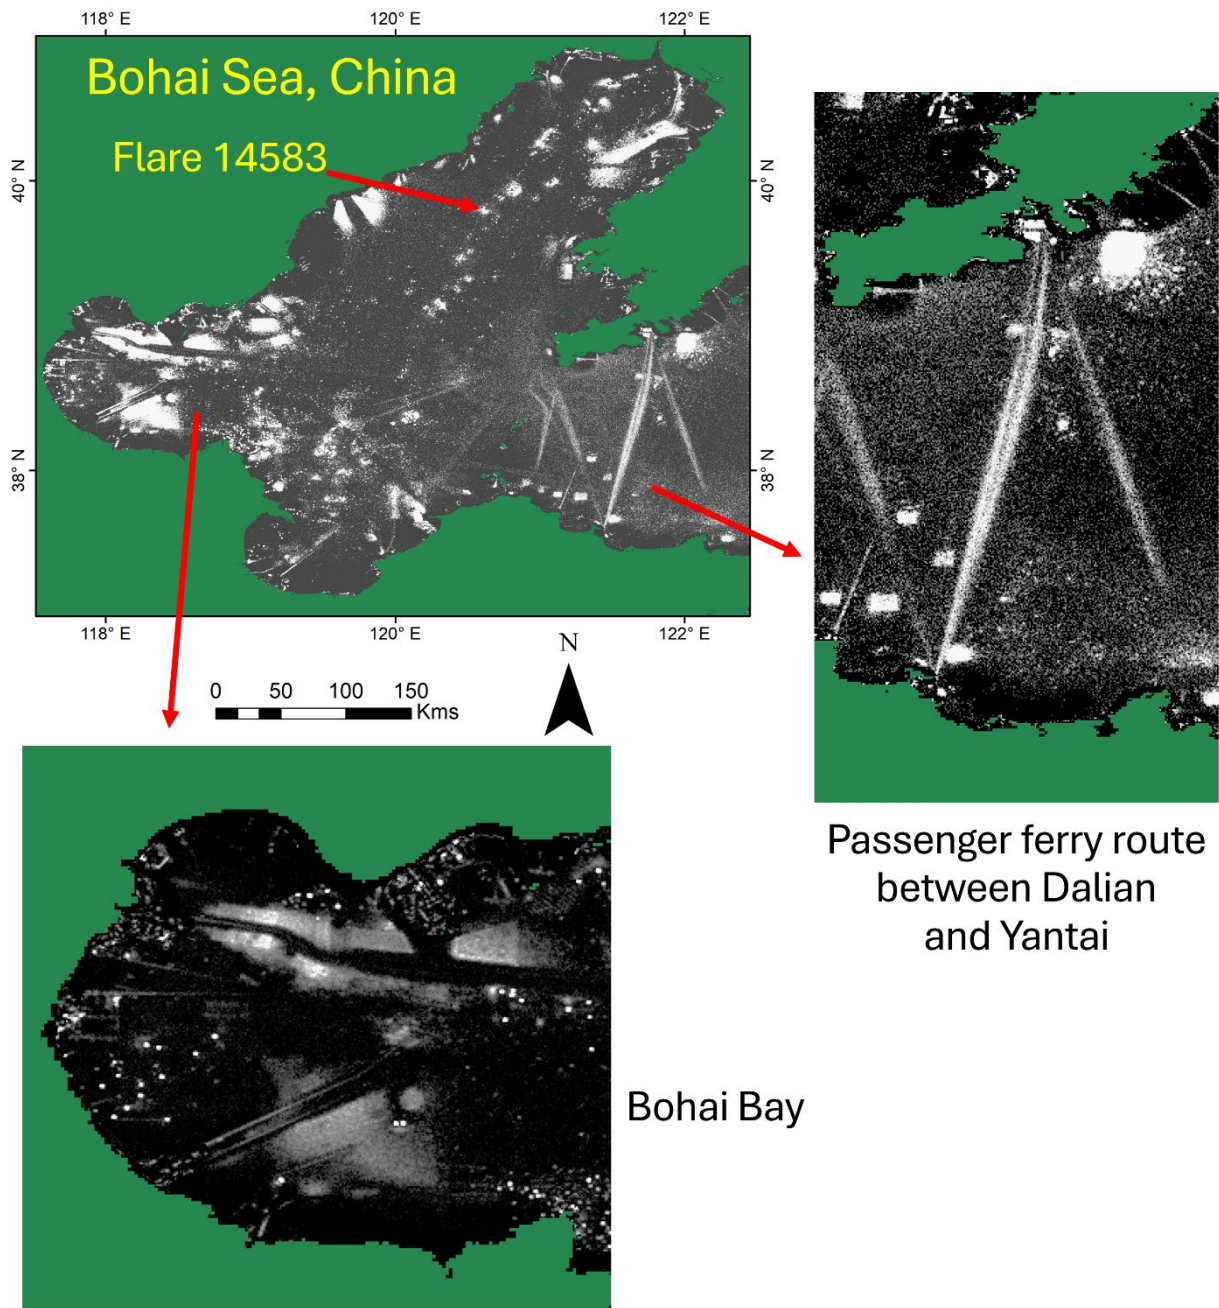 118° E 120° E 122° E
Bohai Sea, China
Flare 14583
40° N
40° N
38° N
38° N
118° E 120° E 122° E
N
0 50 100 150
Kms
Passenger ferry route
between Dalian
and Yantai
Bohai Bay